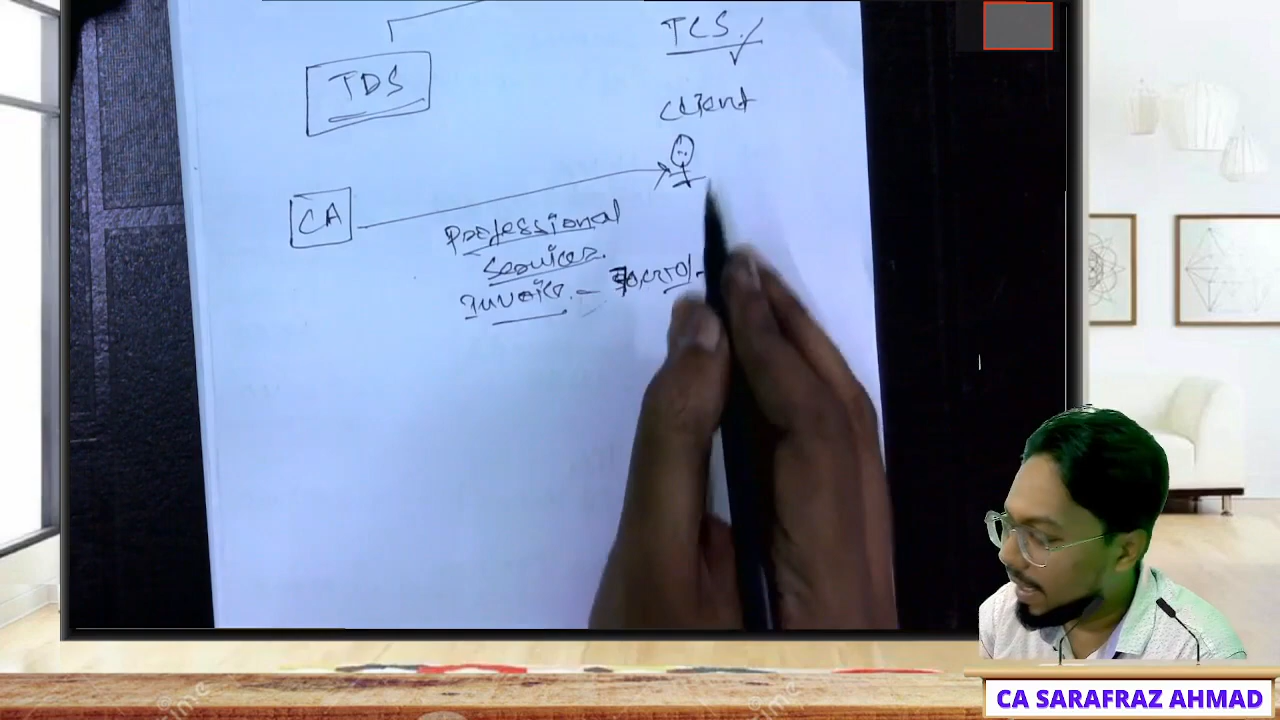 TCS
TDS
client
CA
Professional
Services.
Invoice -
CA SARAFRAZ AHMAD